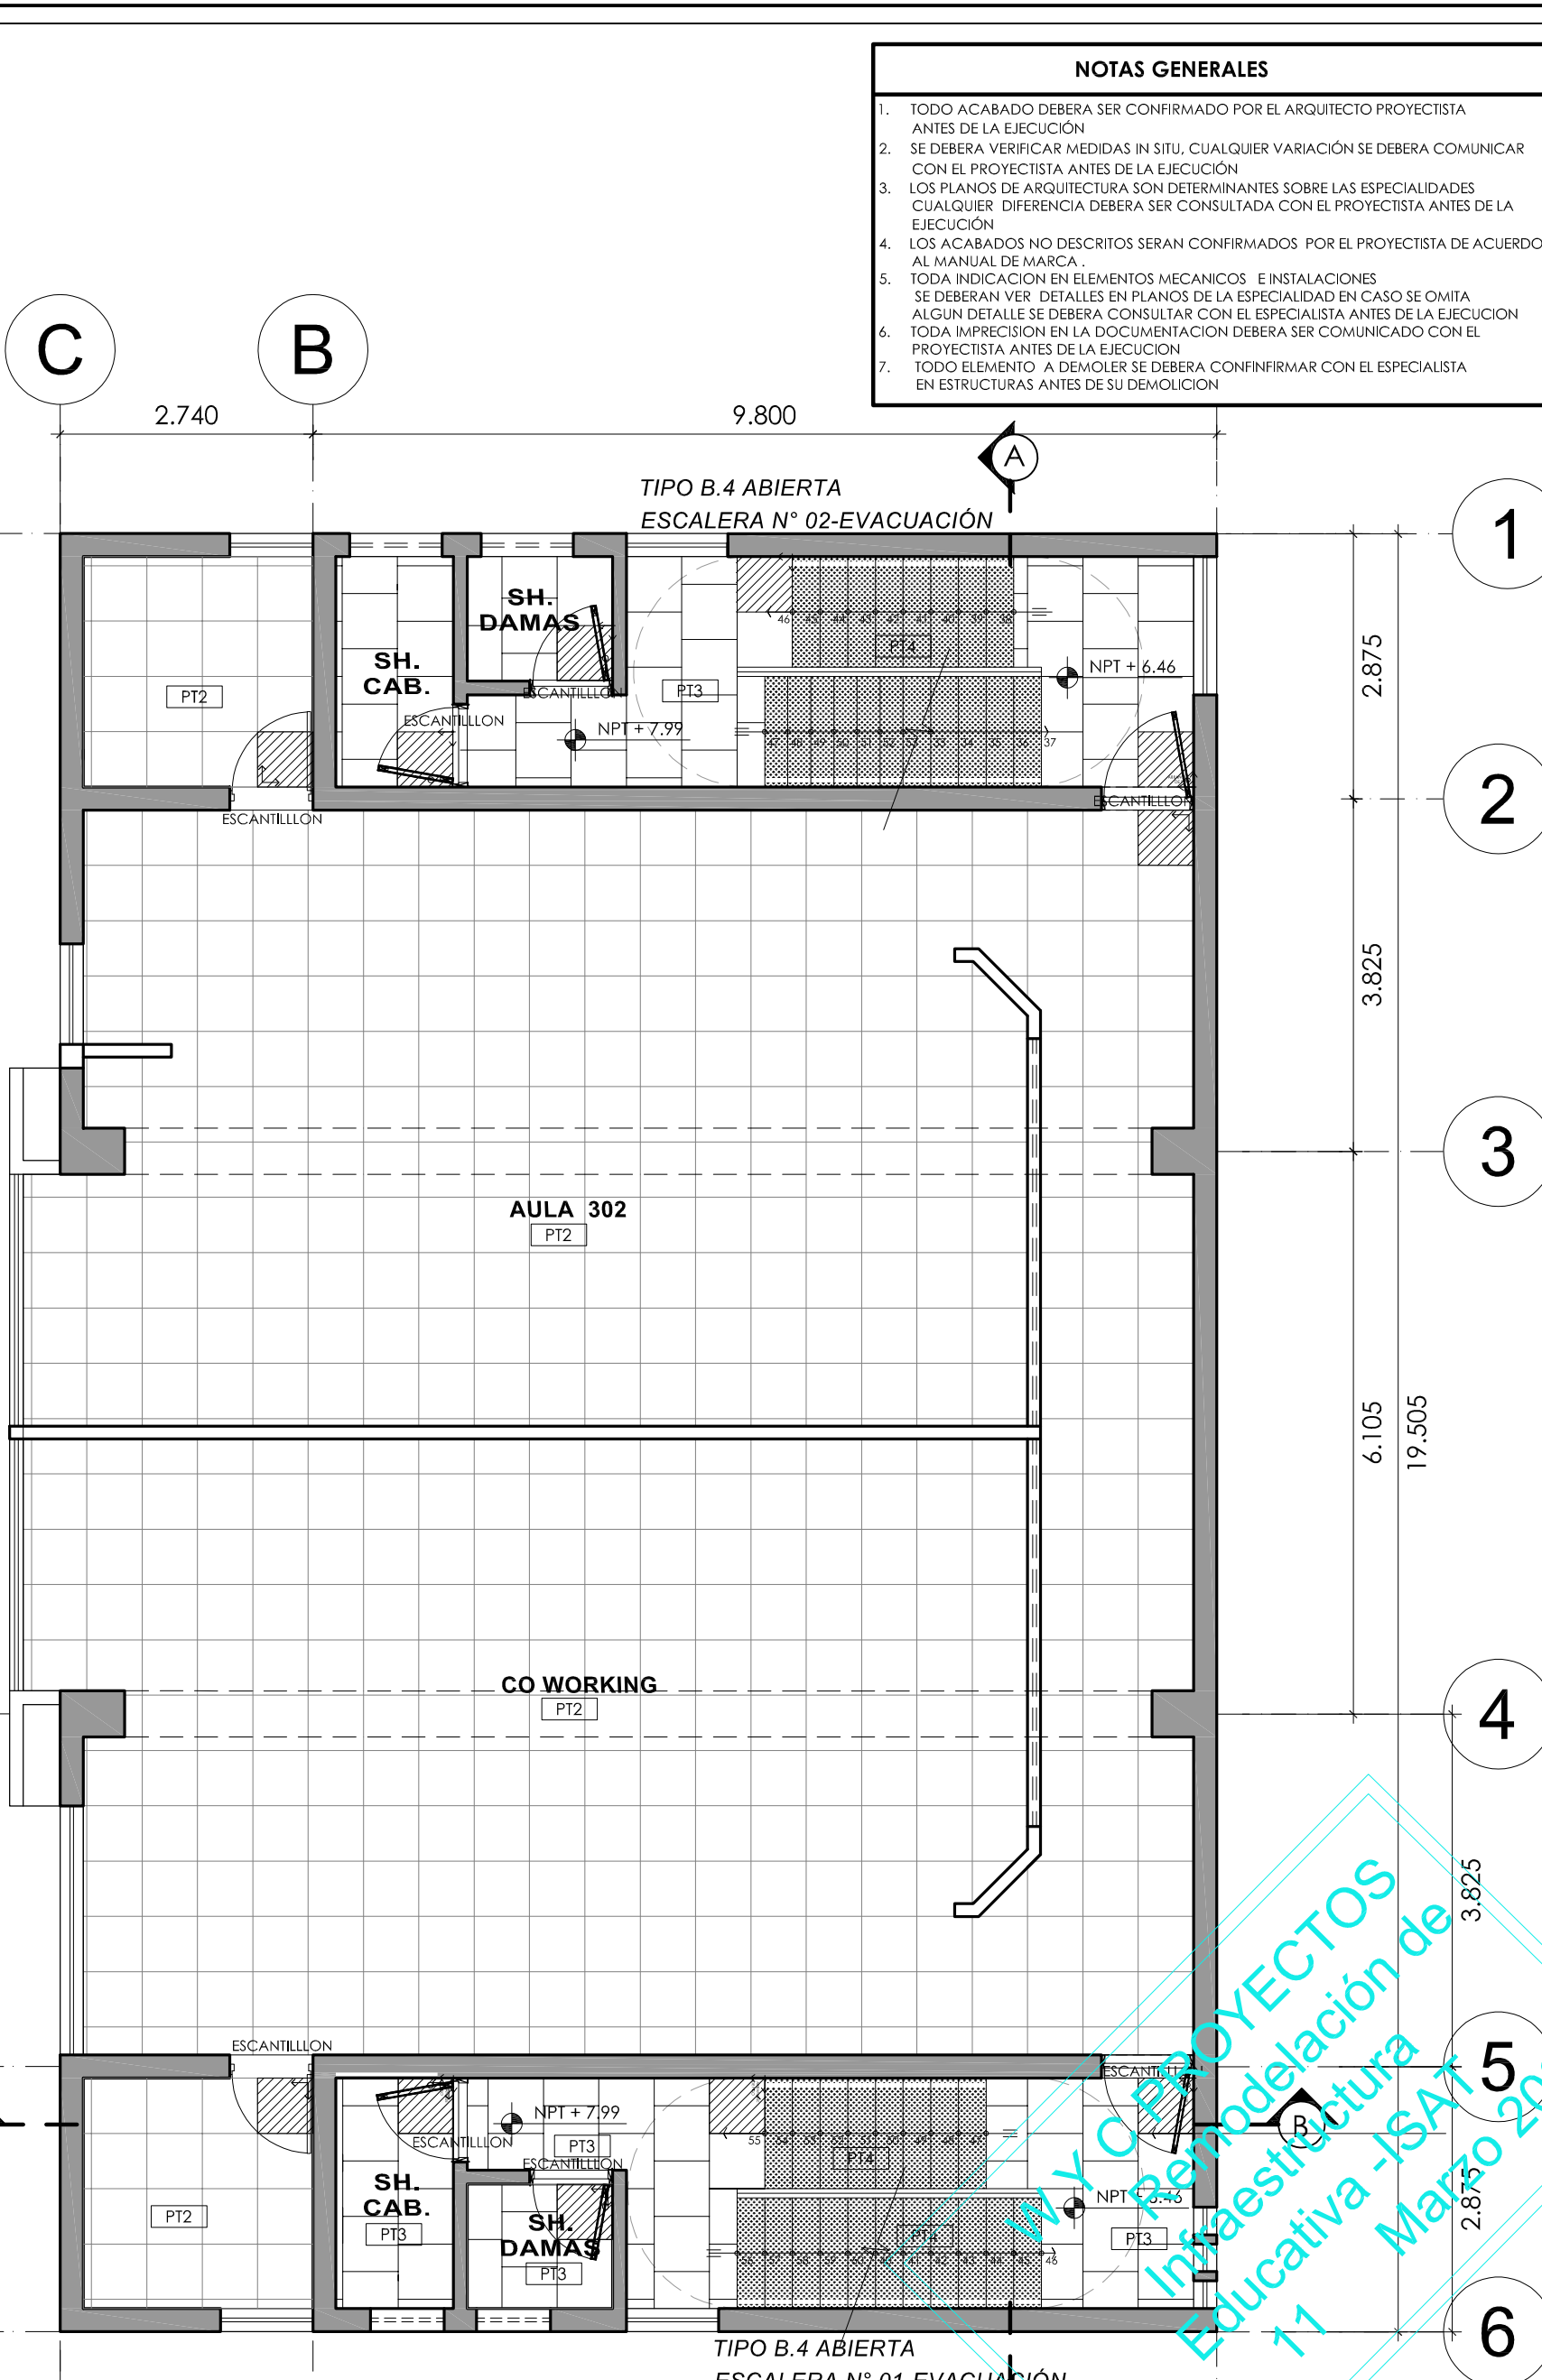 NOTAS GENERALES
1. TODO ACABADO DEBERA SER CONFIRMADO POR EL ARQUITECTO PROYECTISTA
ANTES DE LA EJECUCIÓN
2. SE DEBERA VERIFICAR MEDIDAS IN SITU, CUALQUIER VARIACIÓN SE DEBERA COMUNICAR
CON EL PROYECTISTA ANTES DE LA EJECUCIÓN
3. LOS PLANOS DE ARQUITECTURA SON DETERMINANTES SOBRE LAS ESPECIALIDADES
CUALQUIER DIFERENCIA DEBERA SER CONSULTADA CON EL PROYECTISTA ANTES DE LA
EJECUCIÓN
4. LOS ACABADOS NO DESCRITOS SERAN CONFIRMADOS POR EL PROYECTISTA DE ACUERDO
AL MANUAL DE MARCA .
5. TODA INDICACION EN ELEMENTOS MECANICOS E INSTALACIONES
SE DEBERAN VER DETALLES EN PLANOS DE LA ESPECIALIDAD EN CASO SE OMITA
ALGUN DETALLE SE DEBERA CONSULTAR CON EL ESPECIALISTA ANTES DE LA EJECUCION
6. TODA IMPRECISION EN LA DOCUMENTACION DEBERA SER COMUNICADO CON EL
PROYECTISTA ANTES DE LA EJECUCION
7. TODO ELEMENTO A DEMOLER SE DEBERA CONFINFIRMAR CON EL ESPECIALISTA
EN ESTRUCTURAS ANTES DE SU DEMOLICION
C
B
2.740
9.800
A
TIPO B.4 ABIERTA
ESCALERA N° 02-EVACUACIÓN
1
SH.
DAMAS
SH.
CAB.
PT2
ESCANTILLLON
ESCANTILLLON
PT3
NPT + 7.99
PT4
NPT + 6.46
46
37
2.875
ESCANTILLLON
ESCANTILLLON
2
3.825
3
AULA 302
PT2
6.105
19.505
CO WORKING
PT2
4
3.825
ESCANTILLLON
5
NPT + 7.99
PT3
ESCANTILLLON
ESCANTILLLON
SH.
CAB.
PT3
PT2
SH.
DAMAS
PT3
55
PT4
46
PT3
B
2.875
6
TIPO B.4 ABIERTA
ESCALERA N° 01-EVACUACIÓN
W Y C PROYECTOS
Remodelación de
Infraestructura
Educativa -ISAT
11 Marzo